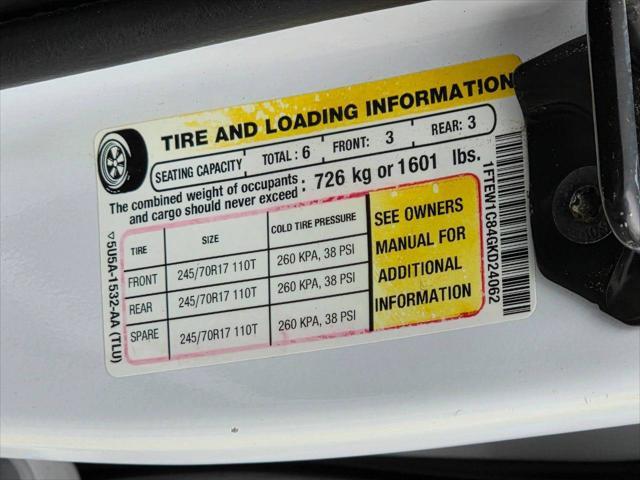 TIRE AND LOADING INFORMATION
SEATING CAPACITY TOTAL : 6 FRONT: 3 REAR: 3
The combined weight of occupants and cargo should never exceed : 726 kg or 1601 lbs.
TIRE SIZE COLD TIRE PRESSURE
FRONT 245/70R17 110T 260 KPA, 38 PSI
REAR 245/70R17 110T 260 KPA, 38 PSI
SPARE 245/70R17 110T 260 KPA, 38 PSI
SEE OWNERS
MANUAL FOR
ADDITIONAL
INFORMATION
5U5A-1532-AA (TLU)
1FTEW1C84GKD24062